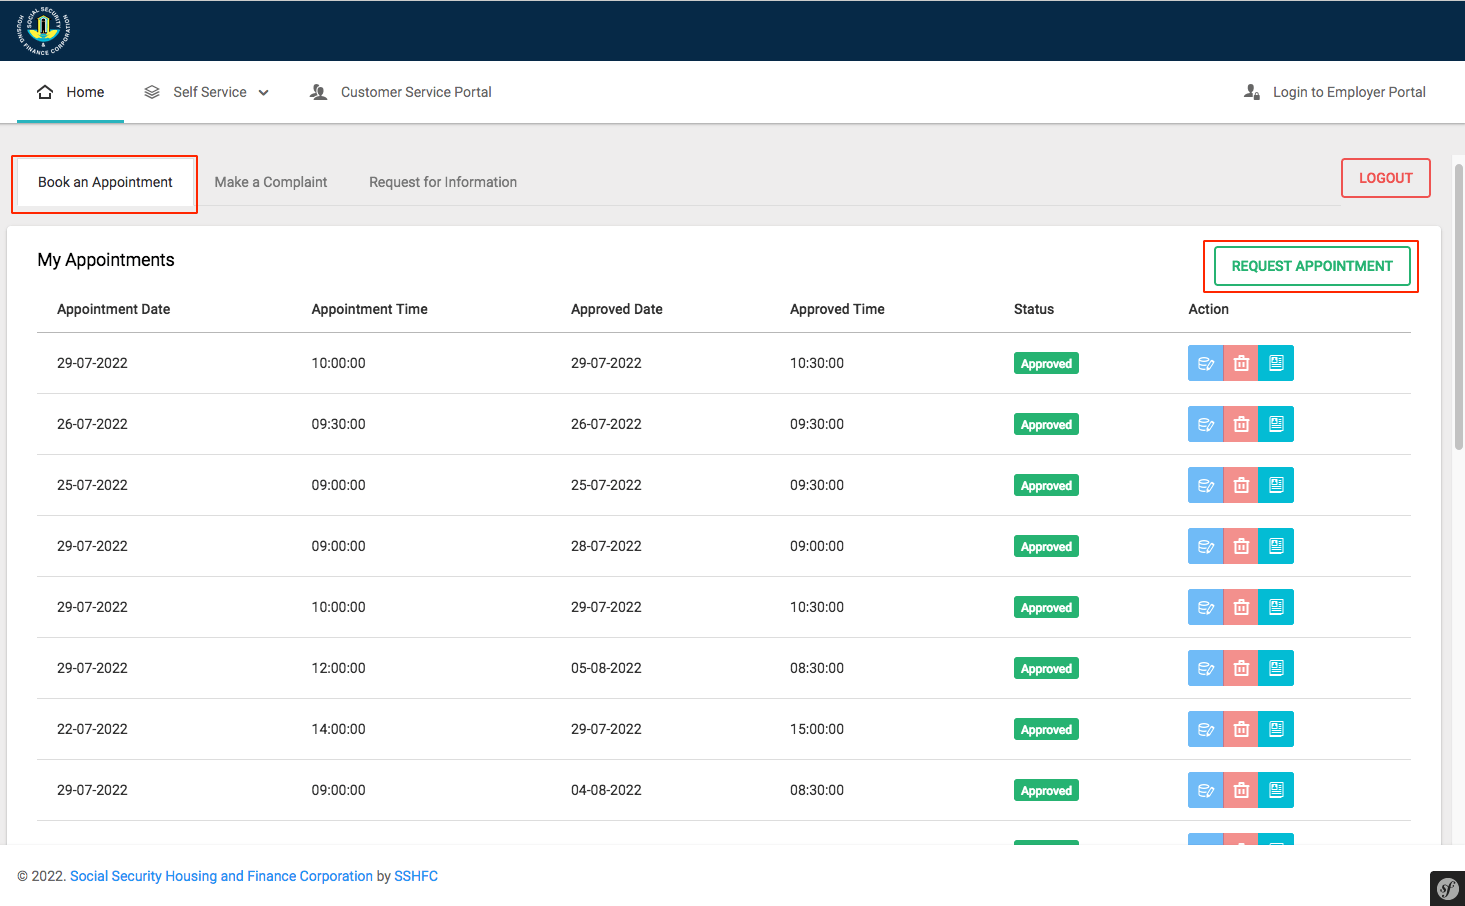 SOCIAL SECURITY
HOUSING FINANCE CORPORATION
&
Home
Self Service
Customer Service Portal
Login to Employer Portal
Book an Appointment
Make a Complaint
Request for Information
LOGOUT
My Appointments
REQUEST APPOINTMENT
Appointment Date Appointment Time Approved Date Approved Time Status Action
29-07-2022 10:00:00 29-07-2022 10:30:00 Approved
26-07-2022 09:30:00 26-07-2022 09:30:00 Approved
25-07-2022 09:00:00 25-07-2022 09:30:00 Approved
29-07-2022 09:00:00 28-07-2022 09:00:00 Approved
29-07-2022 10:00:00 29-07-2022 10:30:00 Approved
29-07-2022 12:00:00 05-08-2022 08:30:00 Approved
22-07-2022 14:00:00 29-07-2022 15:00:00 Approved
29-07-2022 09:00:00 04-08-2022 08:30:00 Approved
© 2022. Social Security Housing and Finance Corporation by SSHFC
sf